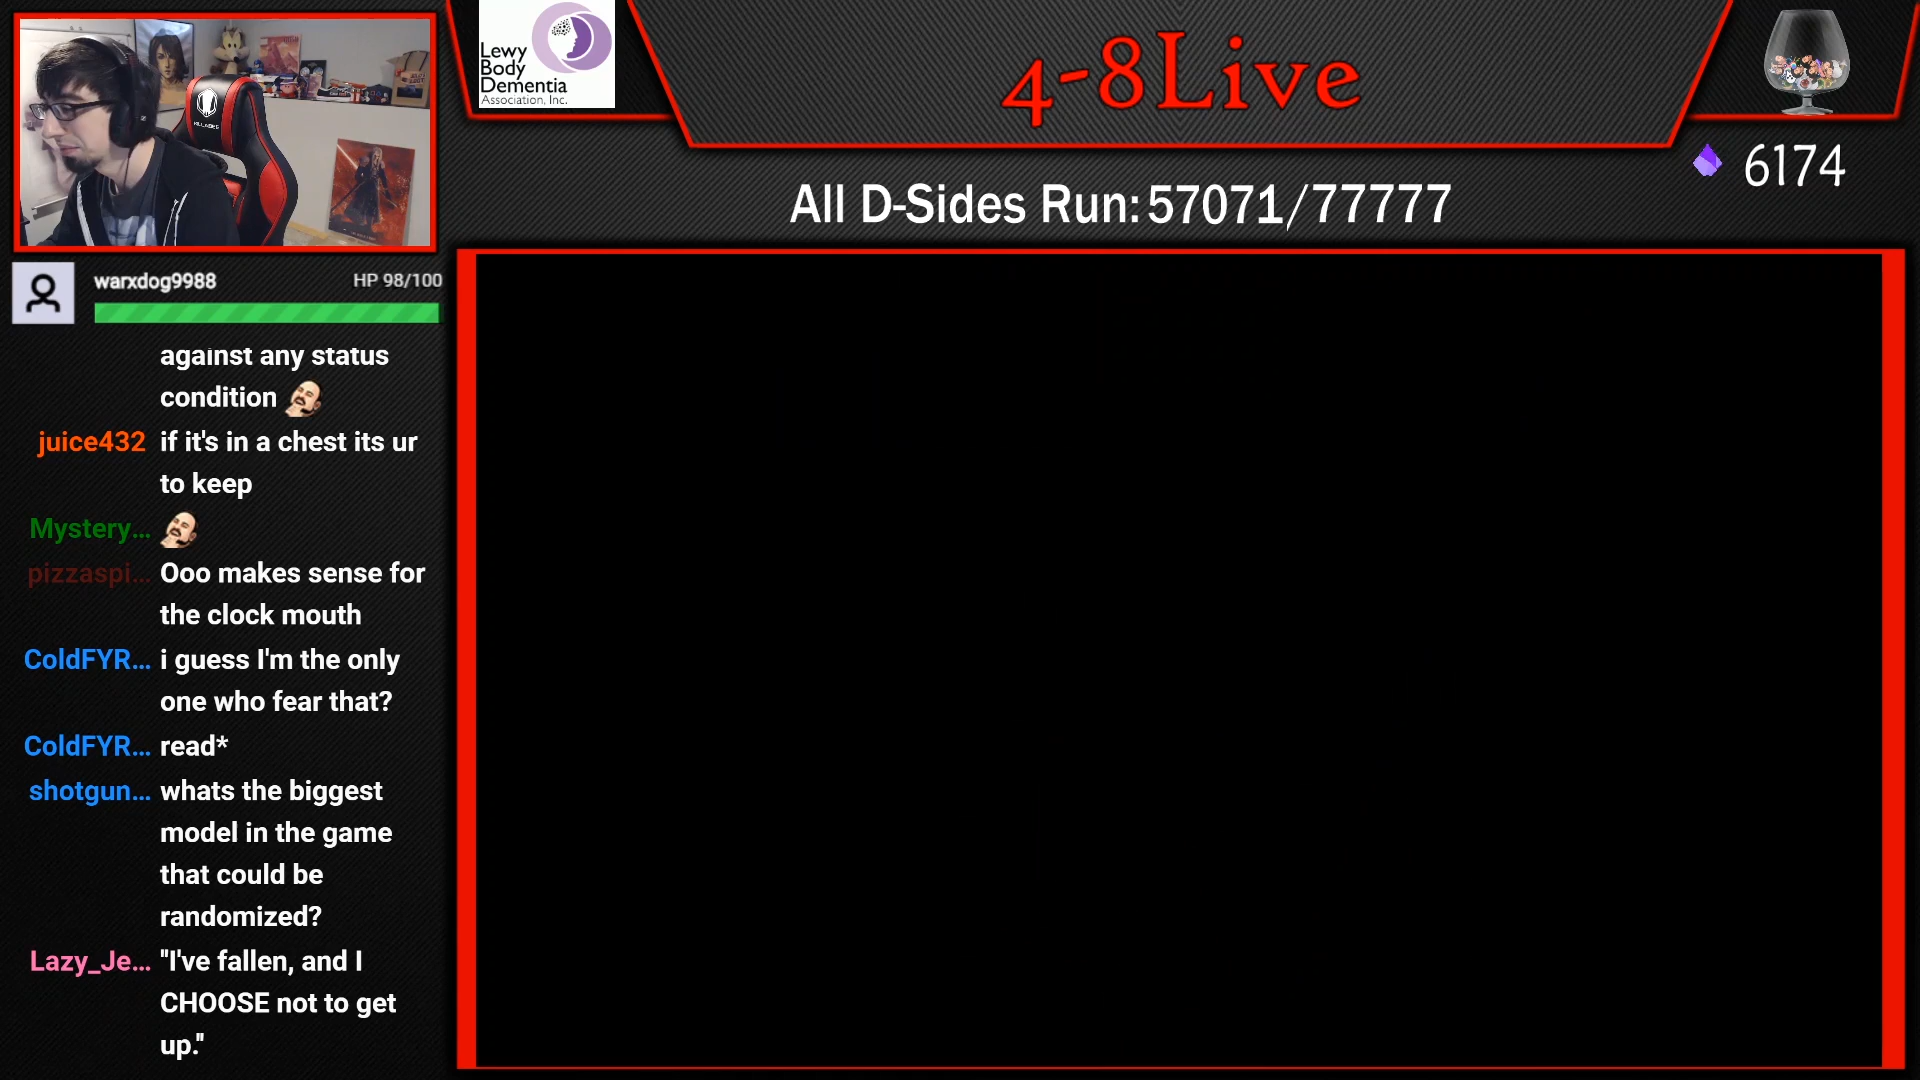 Lewy
Body
Dementia
Association, Inc.
4-8Live
6174
All D-Sides Run:57071/77777
warxdog9988 HP 98/100
against any status
condition
juice432 if it's in a chest its ur
to keep
Mystery...
pizzaspi... Ooo makes sense for
the clock mouth
ColdFYR... i guess I'm the only
one who fear that?
ColdFYR... read*
shotgun... whats the biggest
model in the game
that could be
randomized?
Lazy_Je... "I've fallen, and I
CHOOSE not to get
up."